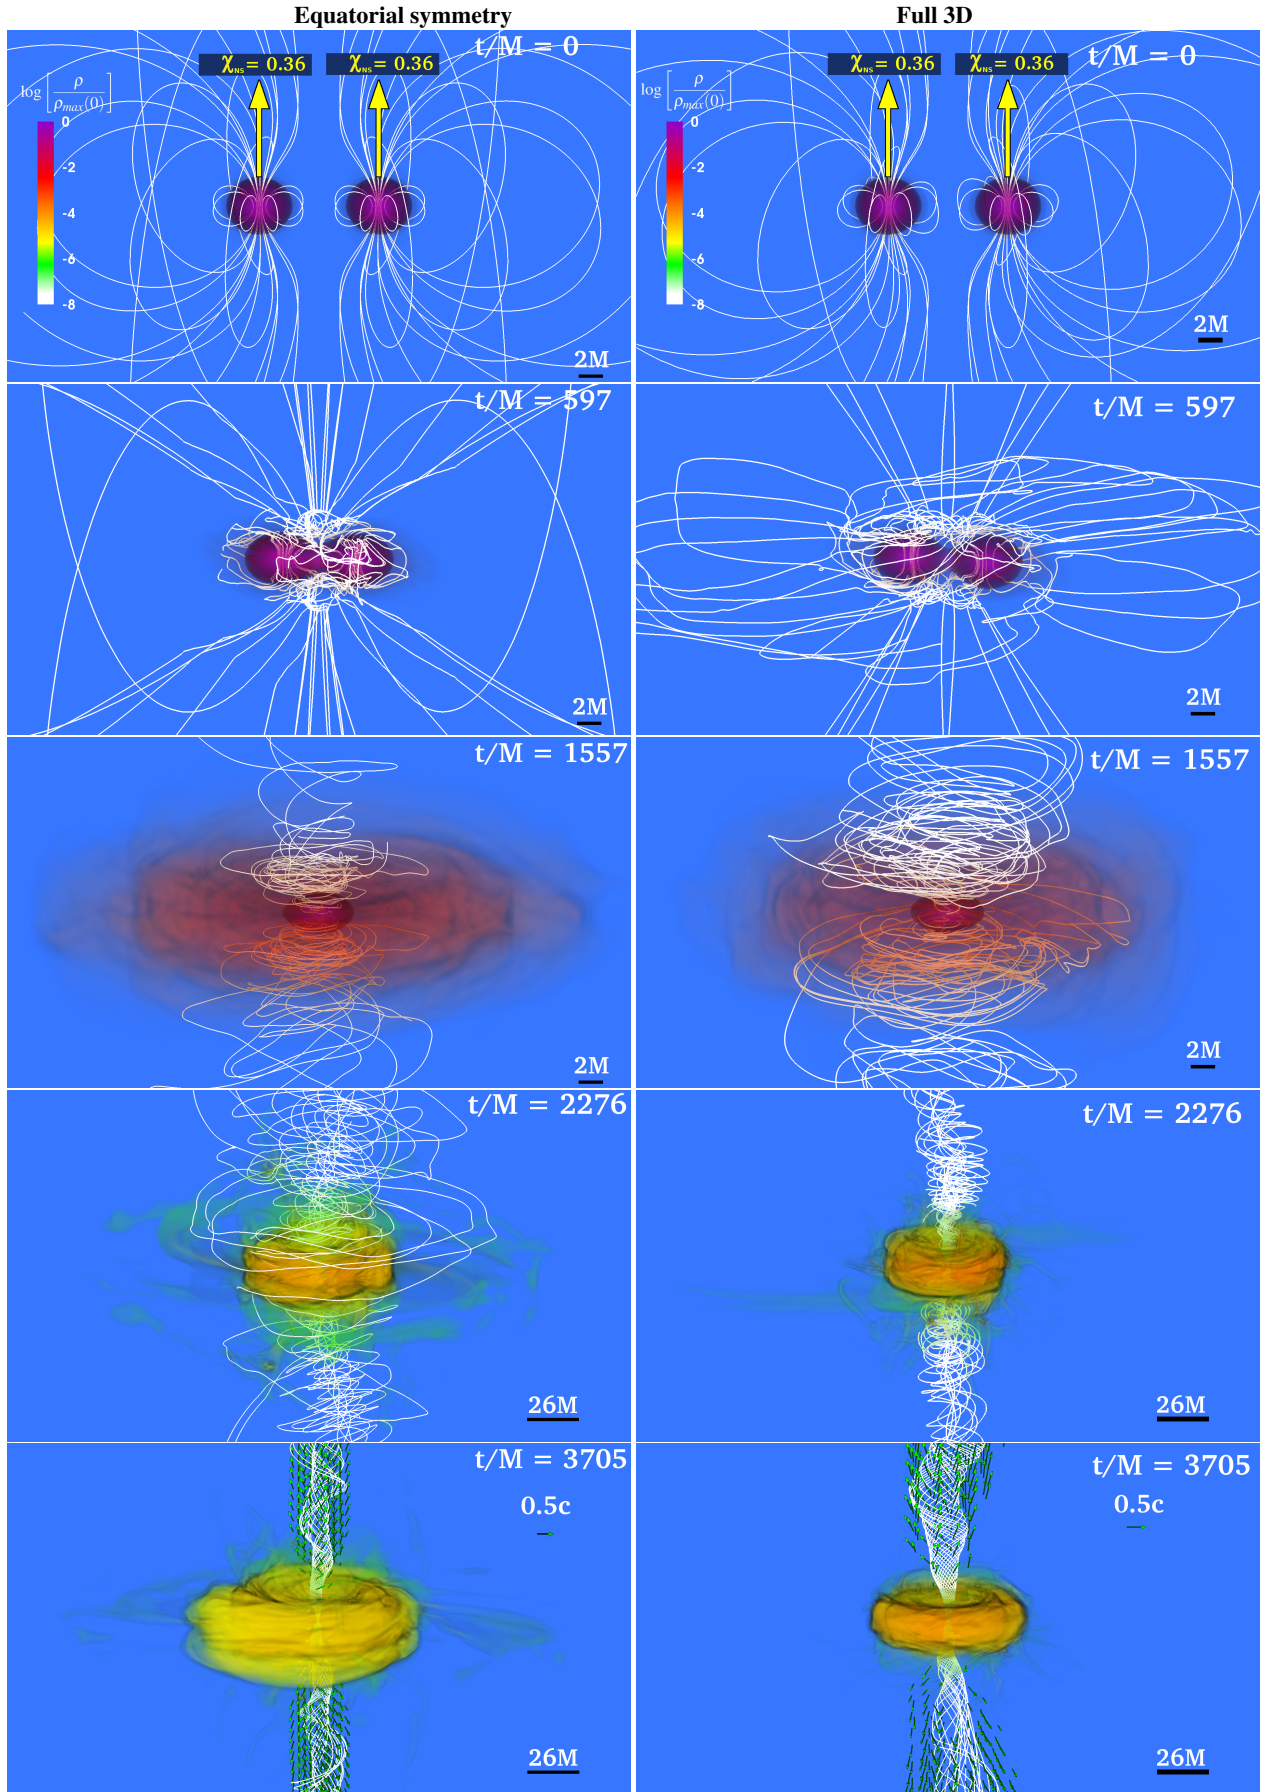 Equatorial symmetry
Full 3D
t/M = 0
χNS = 0.36
χNS = 0.36
log [ρ / ρmax(0)]
0
-2
-4
-6
-8
2M
t/M = 0
χNS = 0.36
χNS = 0.36
log [ρ / ρmax(0)]
0
-2
-4
-6
-8
2M
t/M = 597
2M
t/M = 597
2M
t/M = 1557
2M
t/M = 1557
2M
t/M = 2276
26M
t/M = 2276
26M
t/M = 3705
0.5c
26M
t/M = 3705
0.5c
26M